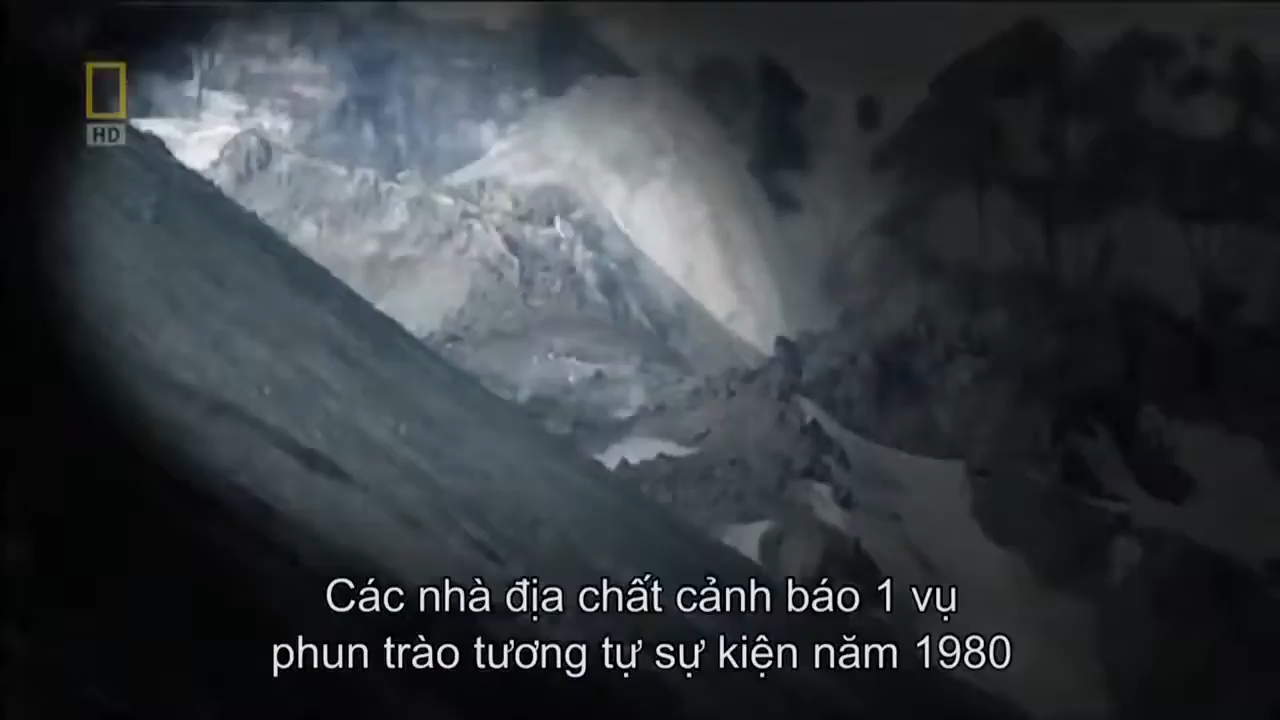 HD
Các nhà địa chất cảnh báo 1 vụ
phun trào tương tự sự kiện năm 1980